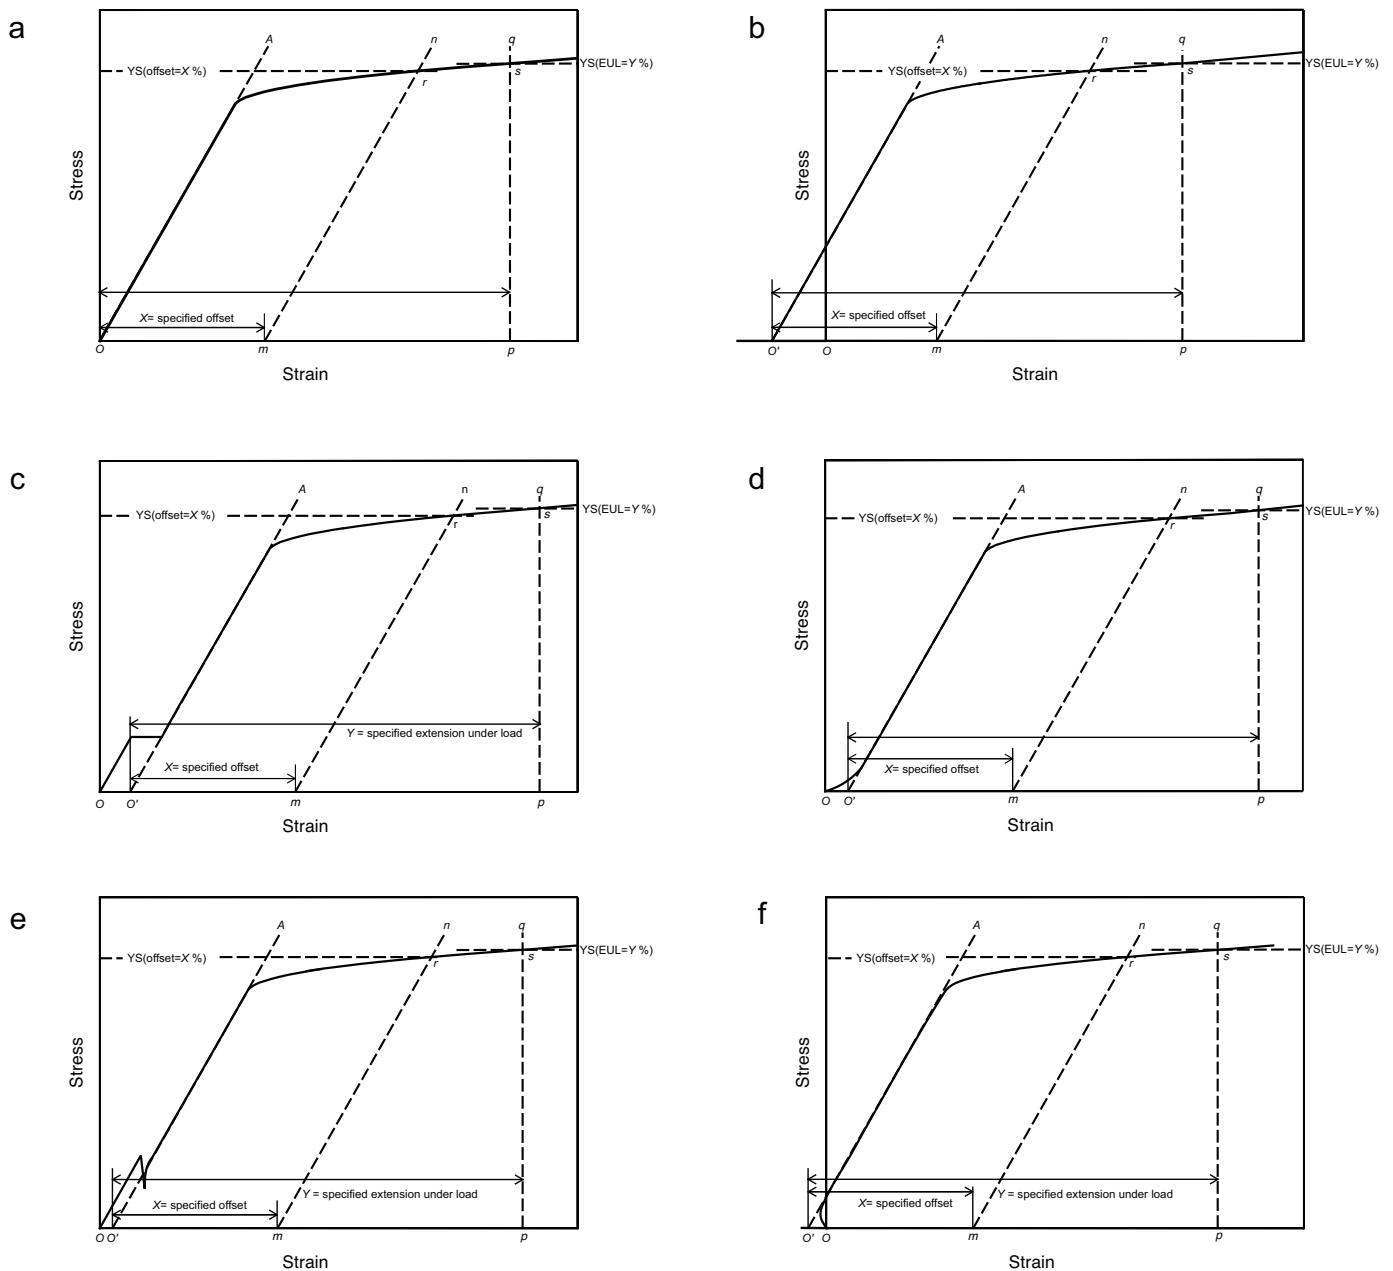 a
A
n
q
YS(offset=X %)
s
YS(EUL=Y %)
r
Stress
X= specified offset
O
m
p
Strain
b
A
n
q
YS(offset=X %)
s
YS(EUL=Y %)
r
Stress
X= specified offset
O'
O
m
p
Strain
c
A
n
q
YS(offset=X %)
s
YS(EUL=Y %)
r
Stress
Y = specified extension under load
X= specified offset
O
O'
m
p
Strain
d
A
n
q
YS(offset=X %)
s
YS(EUL=Y %)
r
Stress
X= specified offset
O
O'
m
p
Strain
e
A
n
q
YS(offset=X %)
s
YS(EUL=Y %)
r
Stress
Y = specified extension under load
X= specified offset
O
O'
m
p
Strain
f
A
n
q
YS(offset=X %)
s
YS(EUL=Y %)
r
Stress
Y = specified extension under load
X= specified offset
O'
O
m
p
Strain